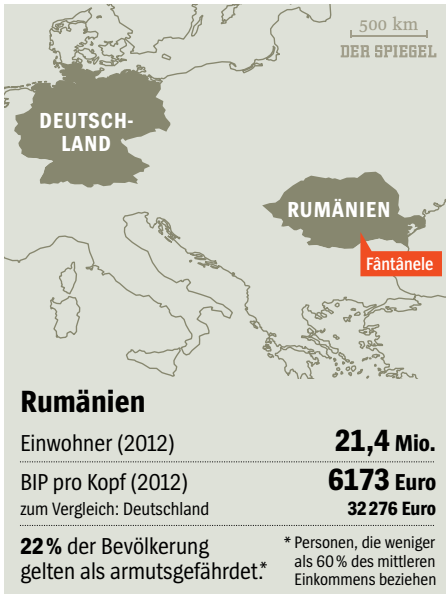 500 km
DER SPIEGEL
DEUTSCH-
LAND
RUMÄNIEN
Fântânele
Rumänien
Einwohner (2012) 21,4 Mio.
BIP pro Kopf (2012) 6173 Euro
zum Vergleich: Deutschland 32 276 Euro
22 % der Bevölkerung
gelten als armutsgefährdet.*
* Personen, die weniger
als 60 % des mittleren
Einkommens beziehen